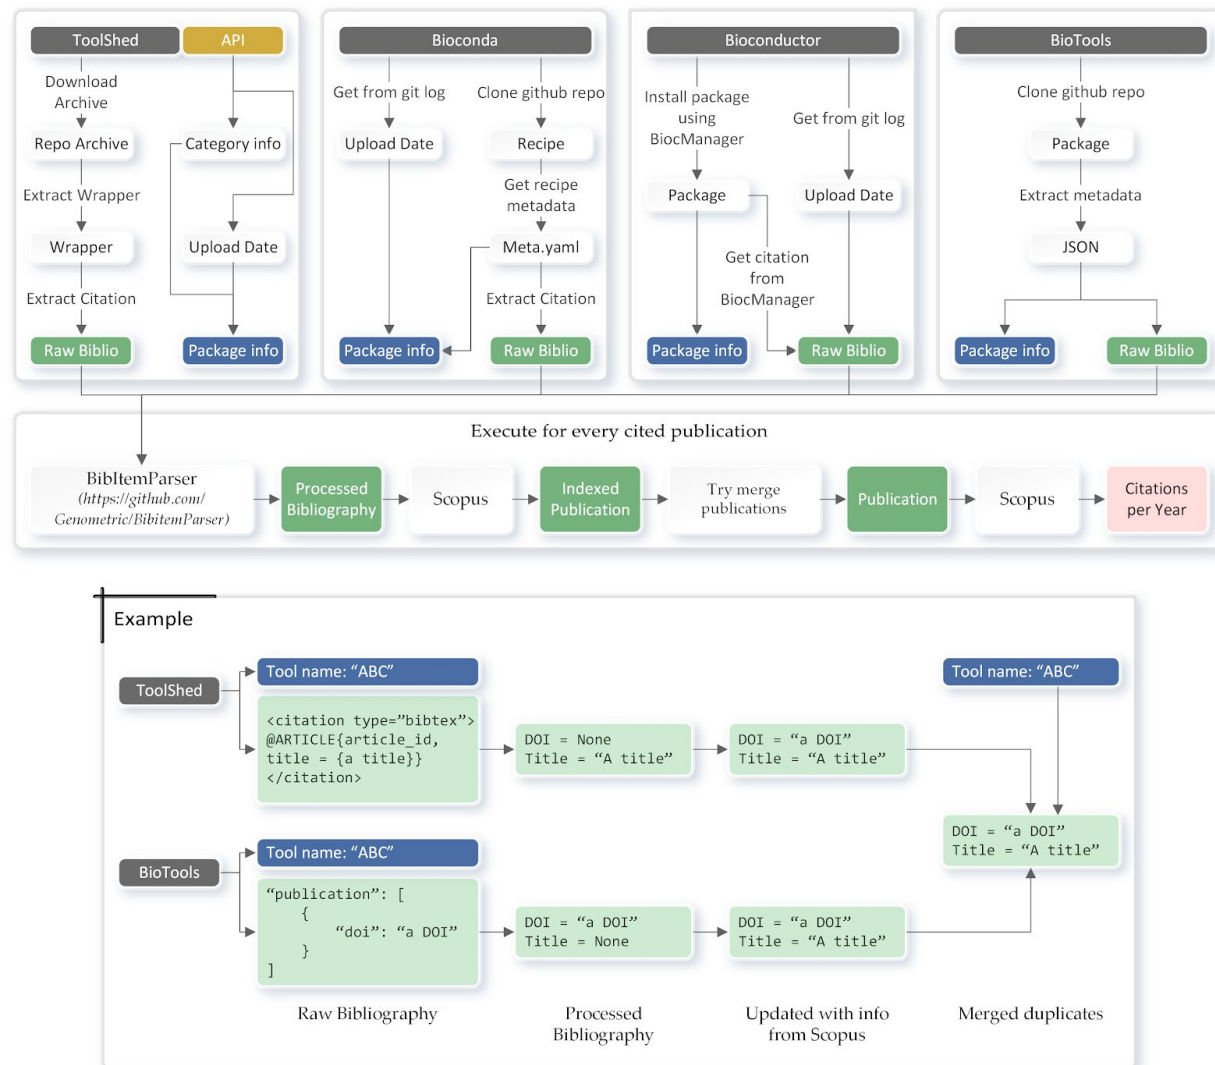 ToolShed
API
Download
Archive
Repo Archive
Category info
Extract Wrapper
Wrapper
Upload Date
Extract Citation
Raw Biblio
Package info
Bioconda
Get from git log
Clone github repo
Upload Date
Recipe
Get recipe
metadata
Meta.yaml
Extract Citation
Package info
Raw Biblio
Bioconductor
Install package
using
BiocManager
Get from git log
Package
Upload Date
Get citation
from
BiocManager
Package info
Raw Biblio
BioTools
Clone github repo
Package
Extract metadata
JSON
Package info
Raw Biblio
Execute for every cited publication
BibItemParser
(https://github.com/
Genometric/BibitemParser)
Processed
Bibliography
Scopus
Indexed
Publication
Try merge
publications
Publication
Scopus
Citations
per Year
Example
ToolShed
Tool name: “ABC”
<citation type=”bibtex”>
@ARTICLE{article_id,
title = {a title}}
</citation>
DOI = None
Title = “A title”
DOI = “a DOI”
Title = “A title”
Tool name: “ABC”
DOI = “a DOI”
Title = “A title”
BioTools
Tool name: “ABC”
“publication”: [
{
“doi”: “a DOI”
}
]
DOI = “a DOI”
Title = None
DOI = “a DOI”
Title = “A title”
Raw Bibliography
Processed
Bibliography
Updated with info
from Scopus
Merged duplicates